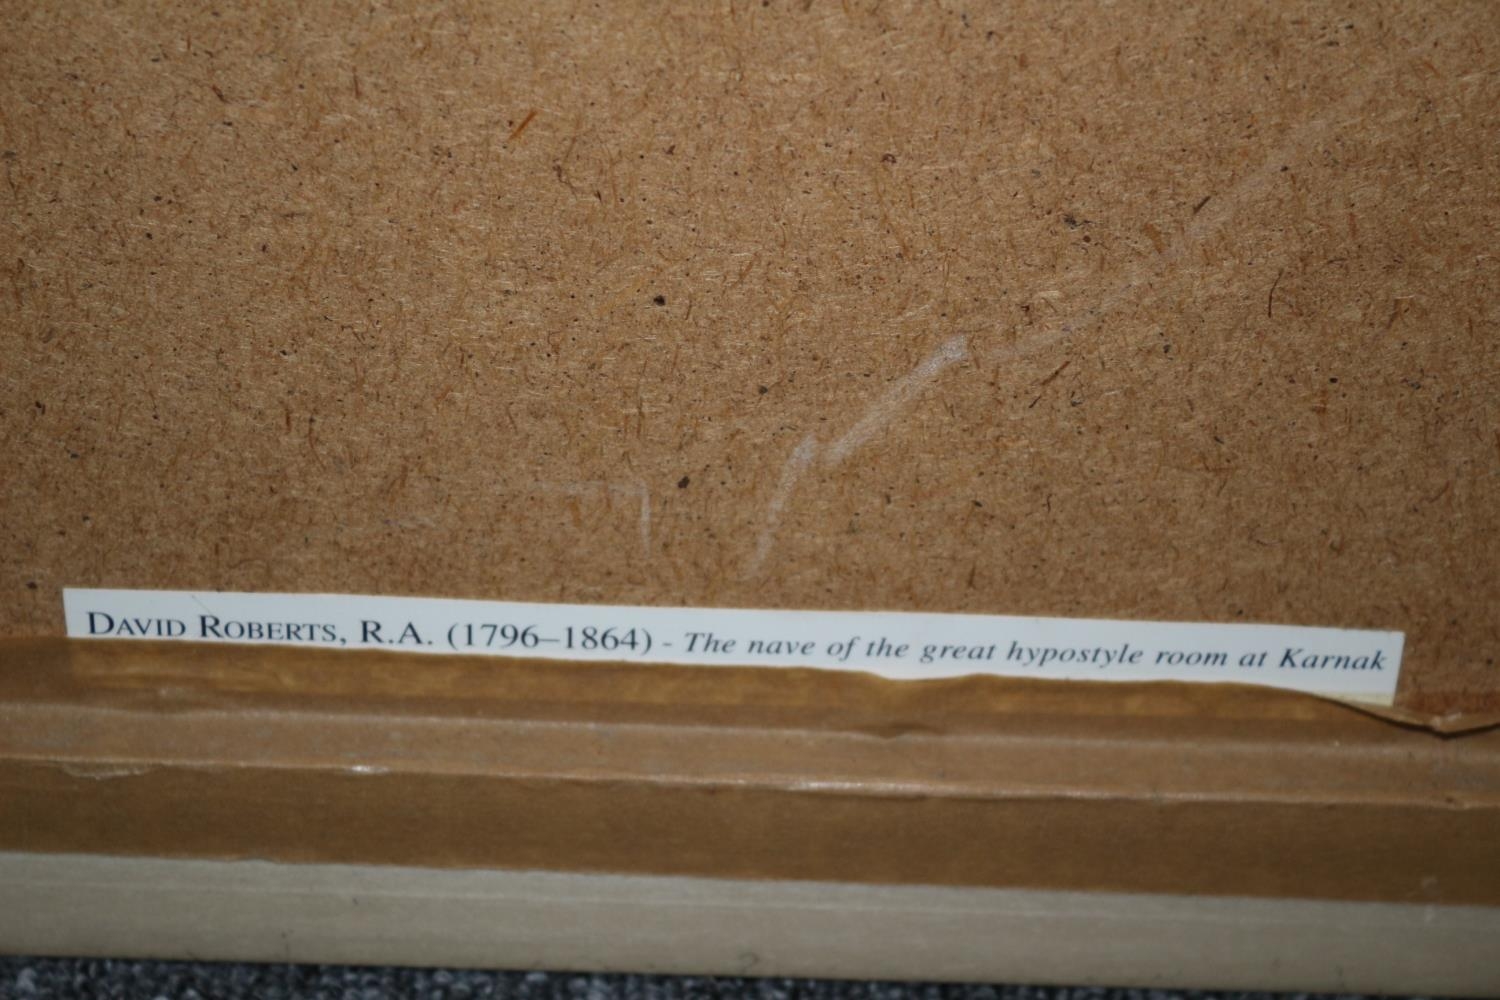 DAVID ROBERTS, R.A. (1796–1864) - The nave of the great hypostyle room at Karnak